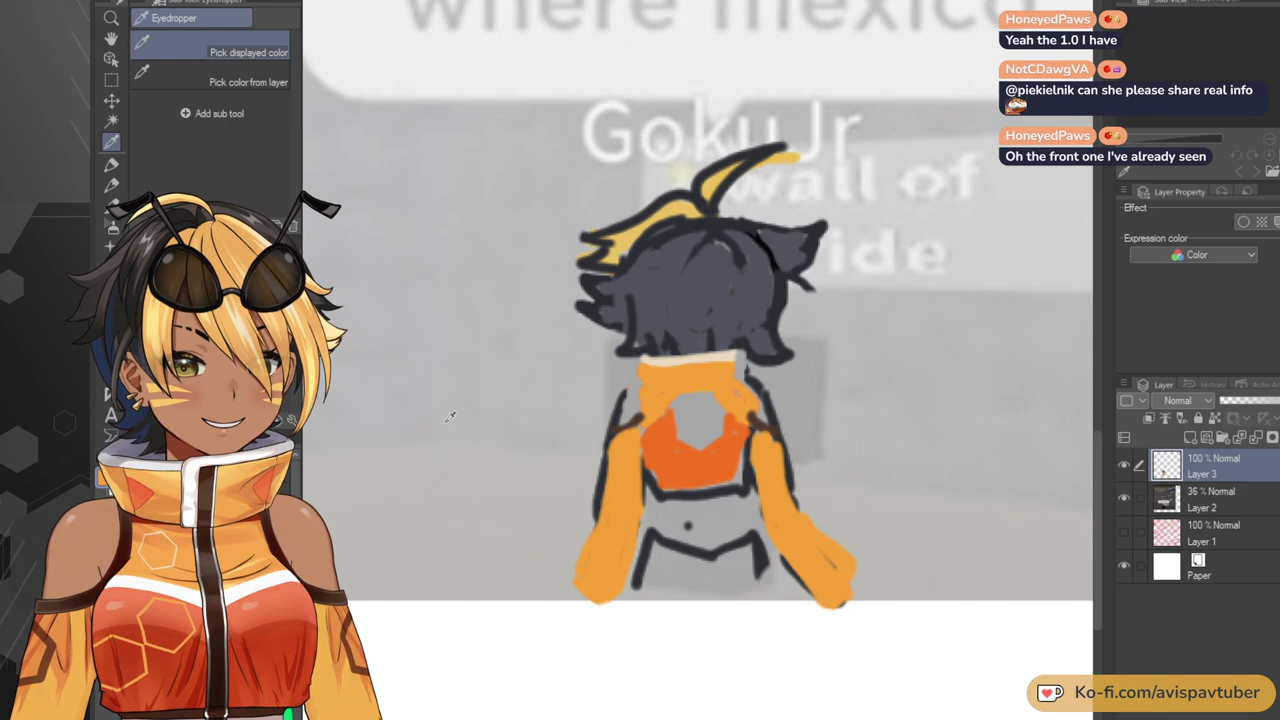 Eyedropper
Pick displayed color
Pick color from layer
Add sub tool
where mexico
Goku Jr
wall of
ide
HoneyedPaws
Yeah the 1.0 I have
NotCDawgVA
@piekielnik can she please share real info
HoneyedPaws
Oh the front one I've already seen
Layer Property
Effect
Expression color
Color
Layer
History
Auto A
Normal
100 % Normal
Layer 3
36 % Normal
Layer 2
100 % Normal
Layer 1
Paper
Ko-fi.com/avispavtuber